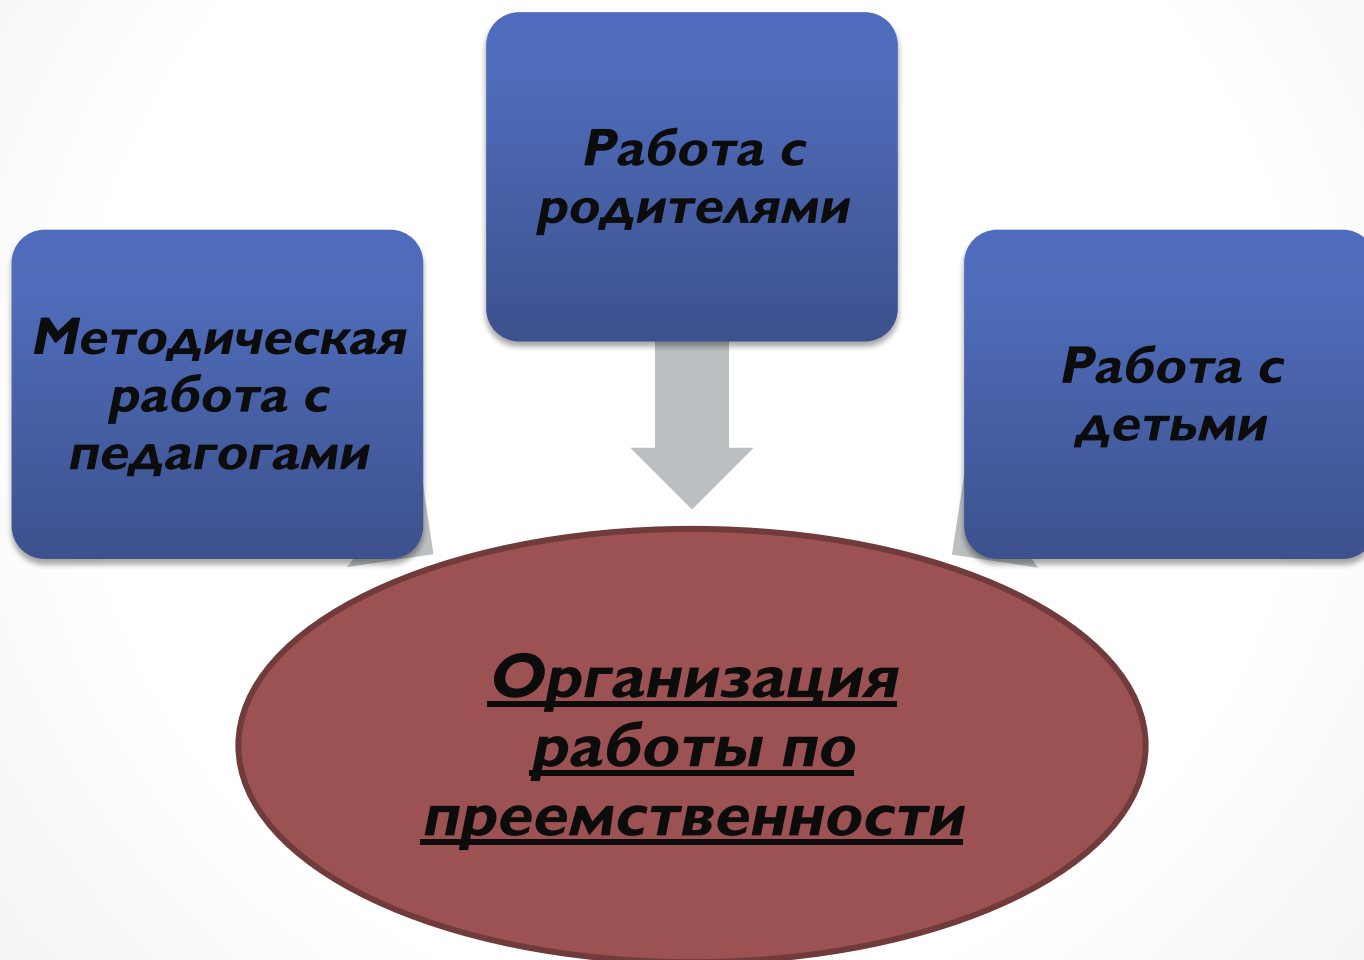 Работа с
родителями
Методическая
работа с
педагогами
Работа с
детьми
Организация
работы по
преемственности